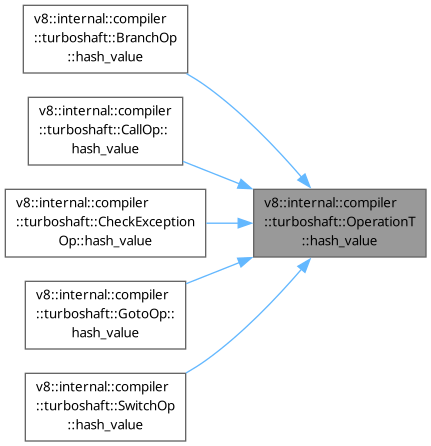 v8::internal::compiler
::turboshaft::BranchOp
::hash_value
v8::internal::compiler
::turboshaft::CallOp::
hash_value
v8::internal::compiler
::turboshaft::CheckException
Op::hash_value
v8::internal::compiler
::turboshaft::OperationT
::hash_value
v8::internal::compiler
::turboshaft::GotoOp::
hash_value
v8::internal::compiler
::turboshaft::SwitchOp
::hash_value